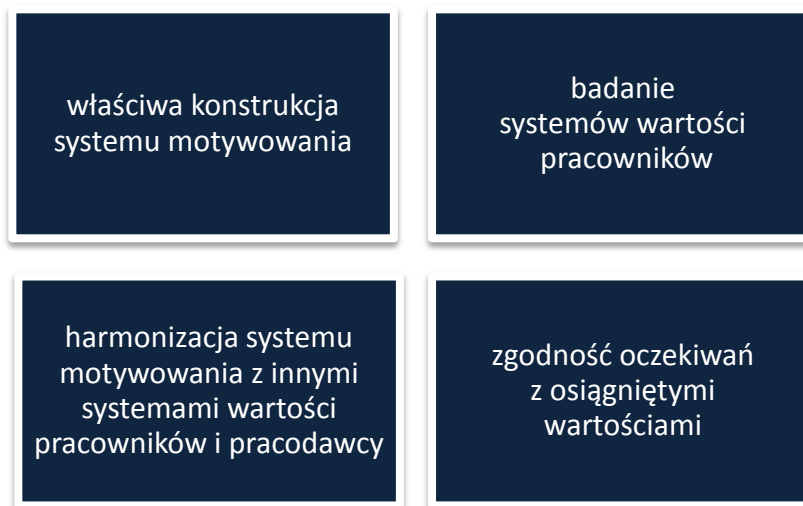 właściwa konstrukcja
systemu motywowania
badanie
systemów wartości
pracowników
harmonizacja systemu
motywowania z innymi
systemami wartości
pracowników i pracodawcy
zgodność oczekiwań
z osiągniętymi
wartościami